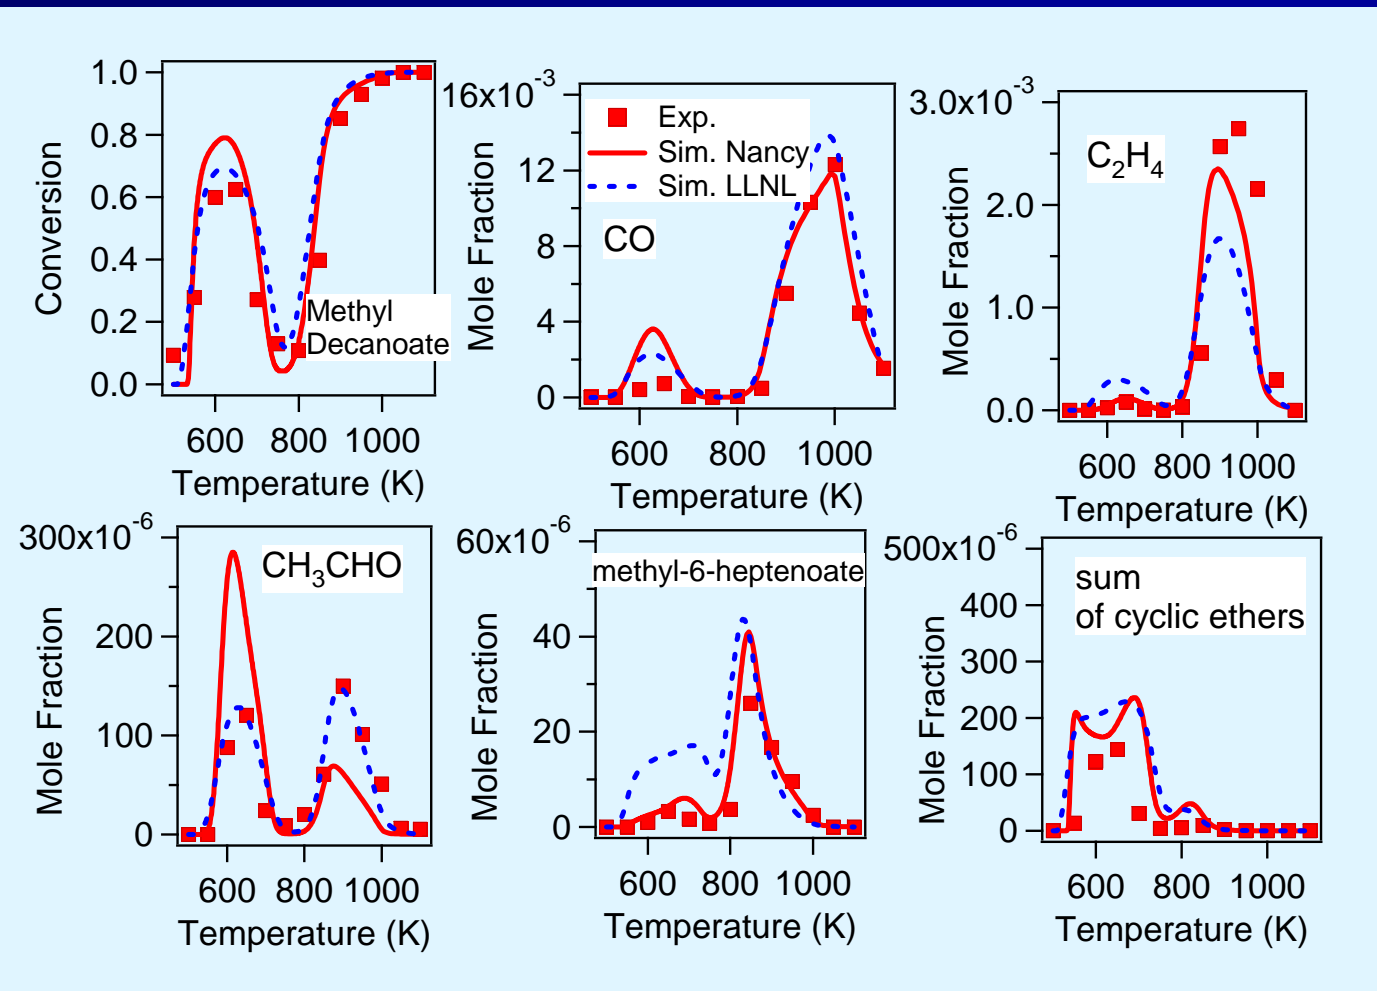 1.0
0.8
0.6
0.4
0.2
0.0
Conversion
Methyl
Decanoate
600 800 1000
Temperature (K)
16x10-3
12
8
4
0
Mole Fraction
Exp.
Sim. Nancy
Sim. LLNL
CO
600 800 1000
Temperature (K)
3.0x10-3
2.0
1.0
0.0
Mole Fraction
C2H4
600 800 1000
Temperature (K)
300x10-6
200
100
0
Mole Fraction
CH3CHO
600 800 1000
Temperature (K)
60x10-6
40
20
0
Mole Fraction
methyl-6-heptenoate
600 800 1000
Temperature (K)
500x10-6
400
300
200
100
0
Mole Fraction
sum
of cyclic ethers
600 800 1000
Temperature (K)